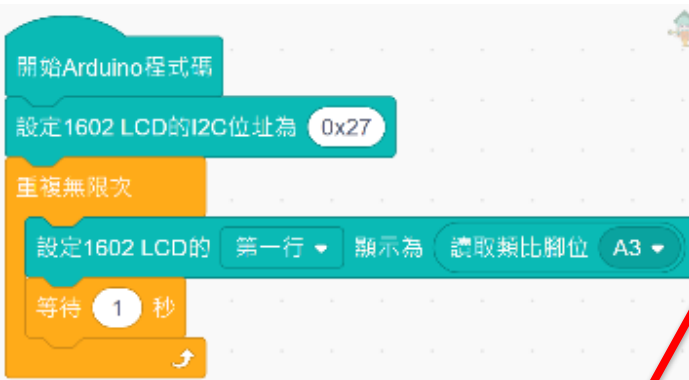 開始Arduino程式碼
設定1602 LCD的I2C位址為 0x27
重複無限次
設定1602 LCD的 第一行 顯示為 讀取類比腳位 A3
等待 1 秒